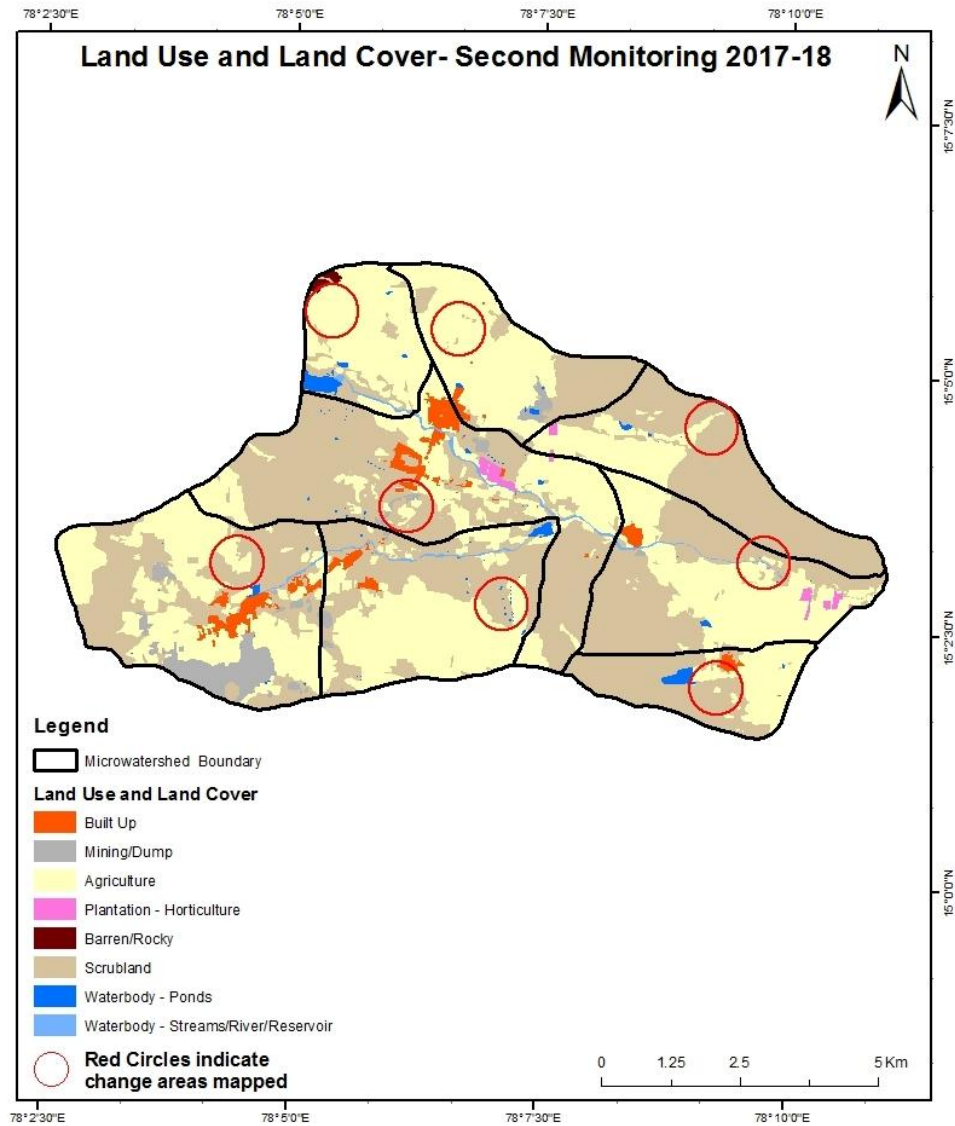 78°2'30"E 78°5'0"E 78°7'30"E 78°10'0"E
Land Use and Land Cover- Second Monitoring 2017-18
N
15°7'30"N
15°5'0"N
15°2'30"N
15°0'0"N
Legend
Microwatershed Boundary
Land Use and Land Cover
Built Up
Mining/Dump
Agriculture
Plantation - Horticulture
Barren/Rocky
Scrubland
Waterbody - Ponds
Waterbody - Streams/River/Reservoir
Red Circles indicate
change areas mapped
0 1.25 2.5 5 Km
78°2'30"E 78°5'0"E 78°7'30"E 78°10'0"E